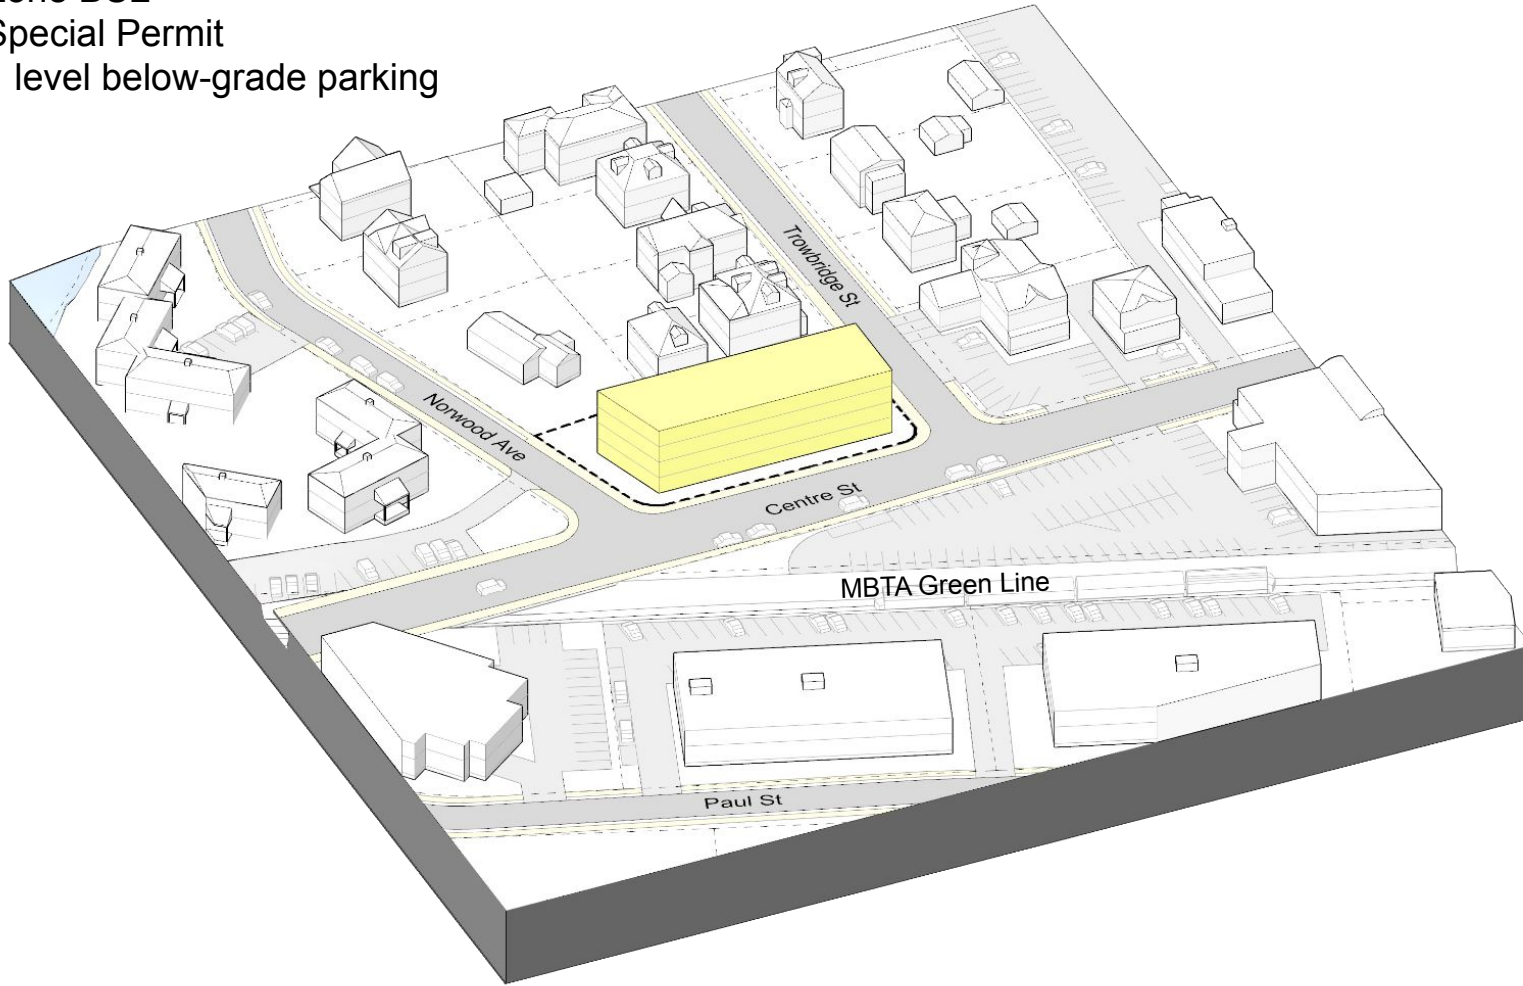 Special Permit
level below-grade parking
Trowbridge St
Norwood Ave
Centre St
MBTA Green Line
Paul St